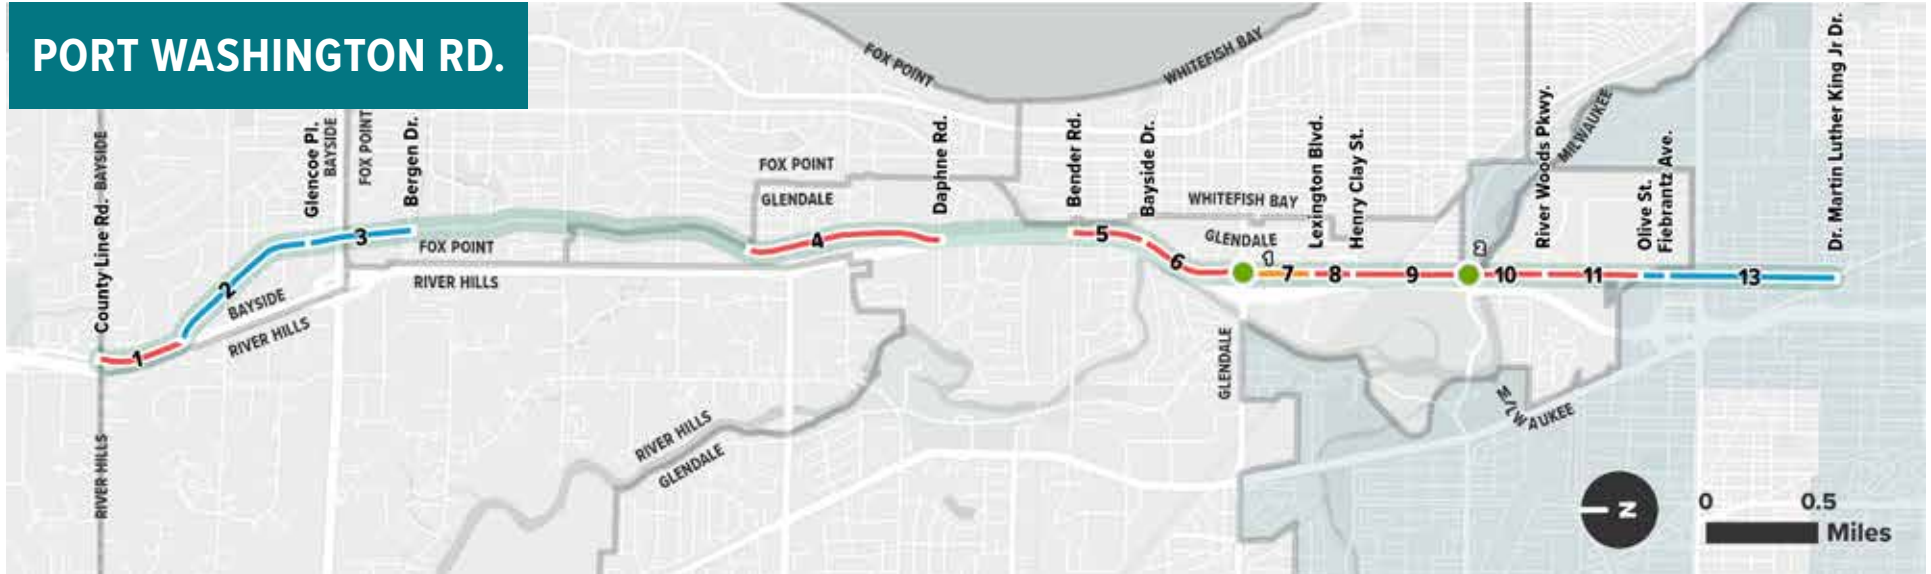 PORT WASHINGTON RD.
FOX POINT
WHITEFISH BAY
County Line Rd.
BAYSIDE
Glencoe Pl.
BAYSIDE
FOX POINT
Bergen Dr.
FOX POINT
GLENDALE
Daphne Rd.
Bender Rd.
Bayside Dr.
WHITEFISH BAY
GLENDALE
Lexington Blvd.
Henry Clay St.
River Woods Pkwy.
MILWAUKEE
Olive St.
Fiebrantz Ave.
Dr. Martin Luther King Jr Dr.
1
2
3
4
5
6
1
7
8
9
2
10
11
13
FOX POINT
RIVER HILLS
BAYSIDE
RIVER HILLS
RIVER HILLS
RIVER HILLS
GLENDALE
GLENDALE
MILWAUKEE
N
0 0.5
Miles